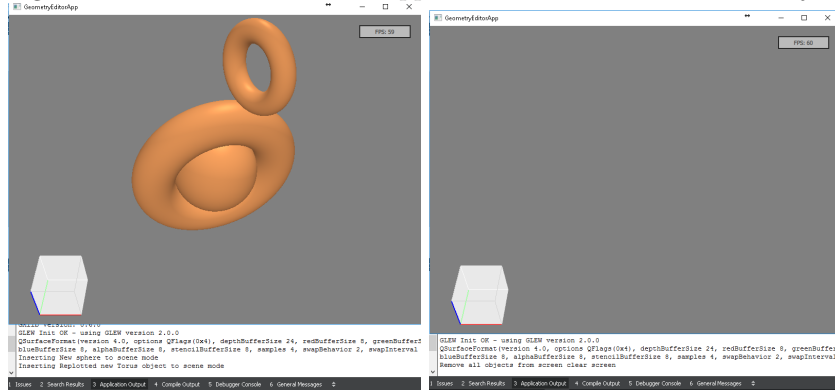 GeometryEditorApp
FPS: 59
GLEW Init OK - using GLEW version 2.0.0
QSurfaceFormat(version 4.0, options QFlags(0x4), depthBufferSize 24, redBufferSize 8, greenBufferS
blueBufferSize 8, alphaBufferSize 8, stencilBufferSize 8, samples 4, swapBehavior 2, swapInterval
Inserting New sphere to scene mode
Inserting Replotted new Torus object to scene mode
Issues 2 Search Results 3 Application Output 4 Compile Output 5 Debugger Console 6 General Messages
GeometryEditorApp
FPS: 60
GLEW Init OK - using GLEW version 2.0.0
QSurfaceFormat(version 4.0, options QFlags(0x4), depthBufferSize 24, redBufferSize 8, greenBuffer
blueBufferSize 8, alphaBufferSize 8, stencilBufferSize 8, samples 4, swapBehavior 2, swapInterval
Remove all objects from screen clear screen
Issues 2 Search Results 3 Application Output 4 Compile Output 5 Debugger Console 6 General Messages